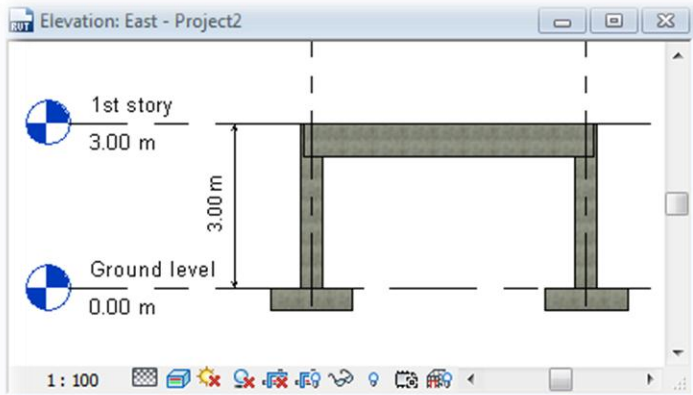 Elevation: East - Project2
1st story
3.00 m
3.00 m
Ground level
0.00 m
1 : 100